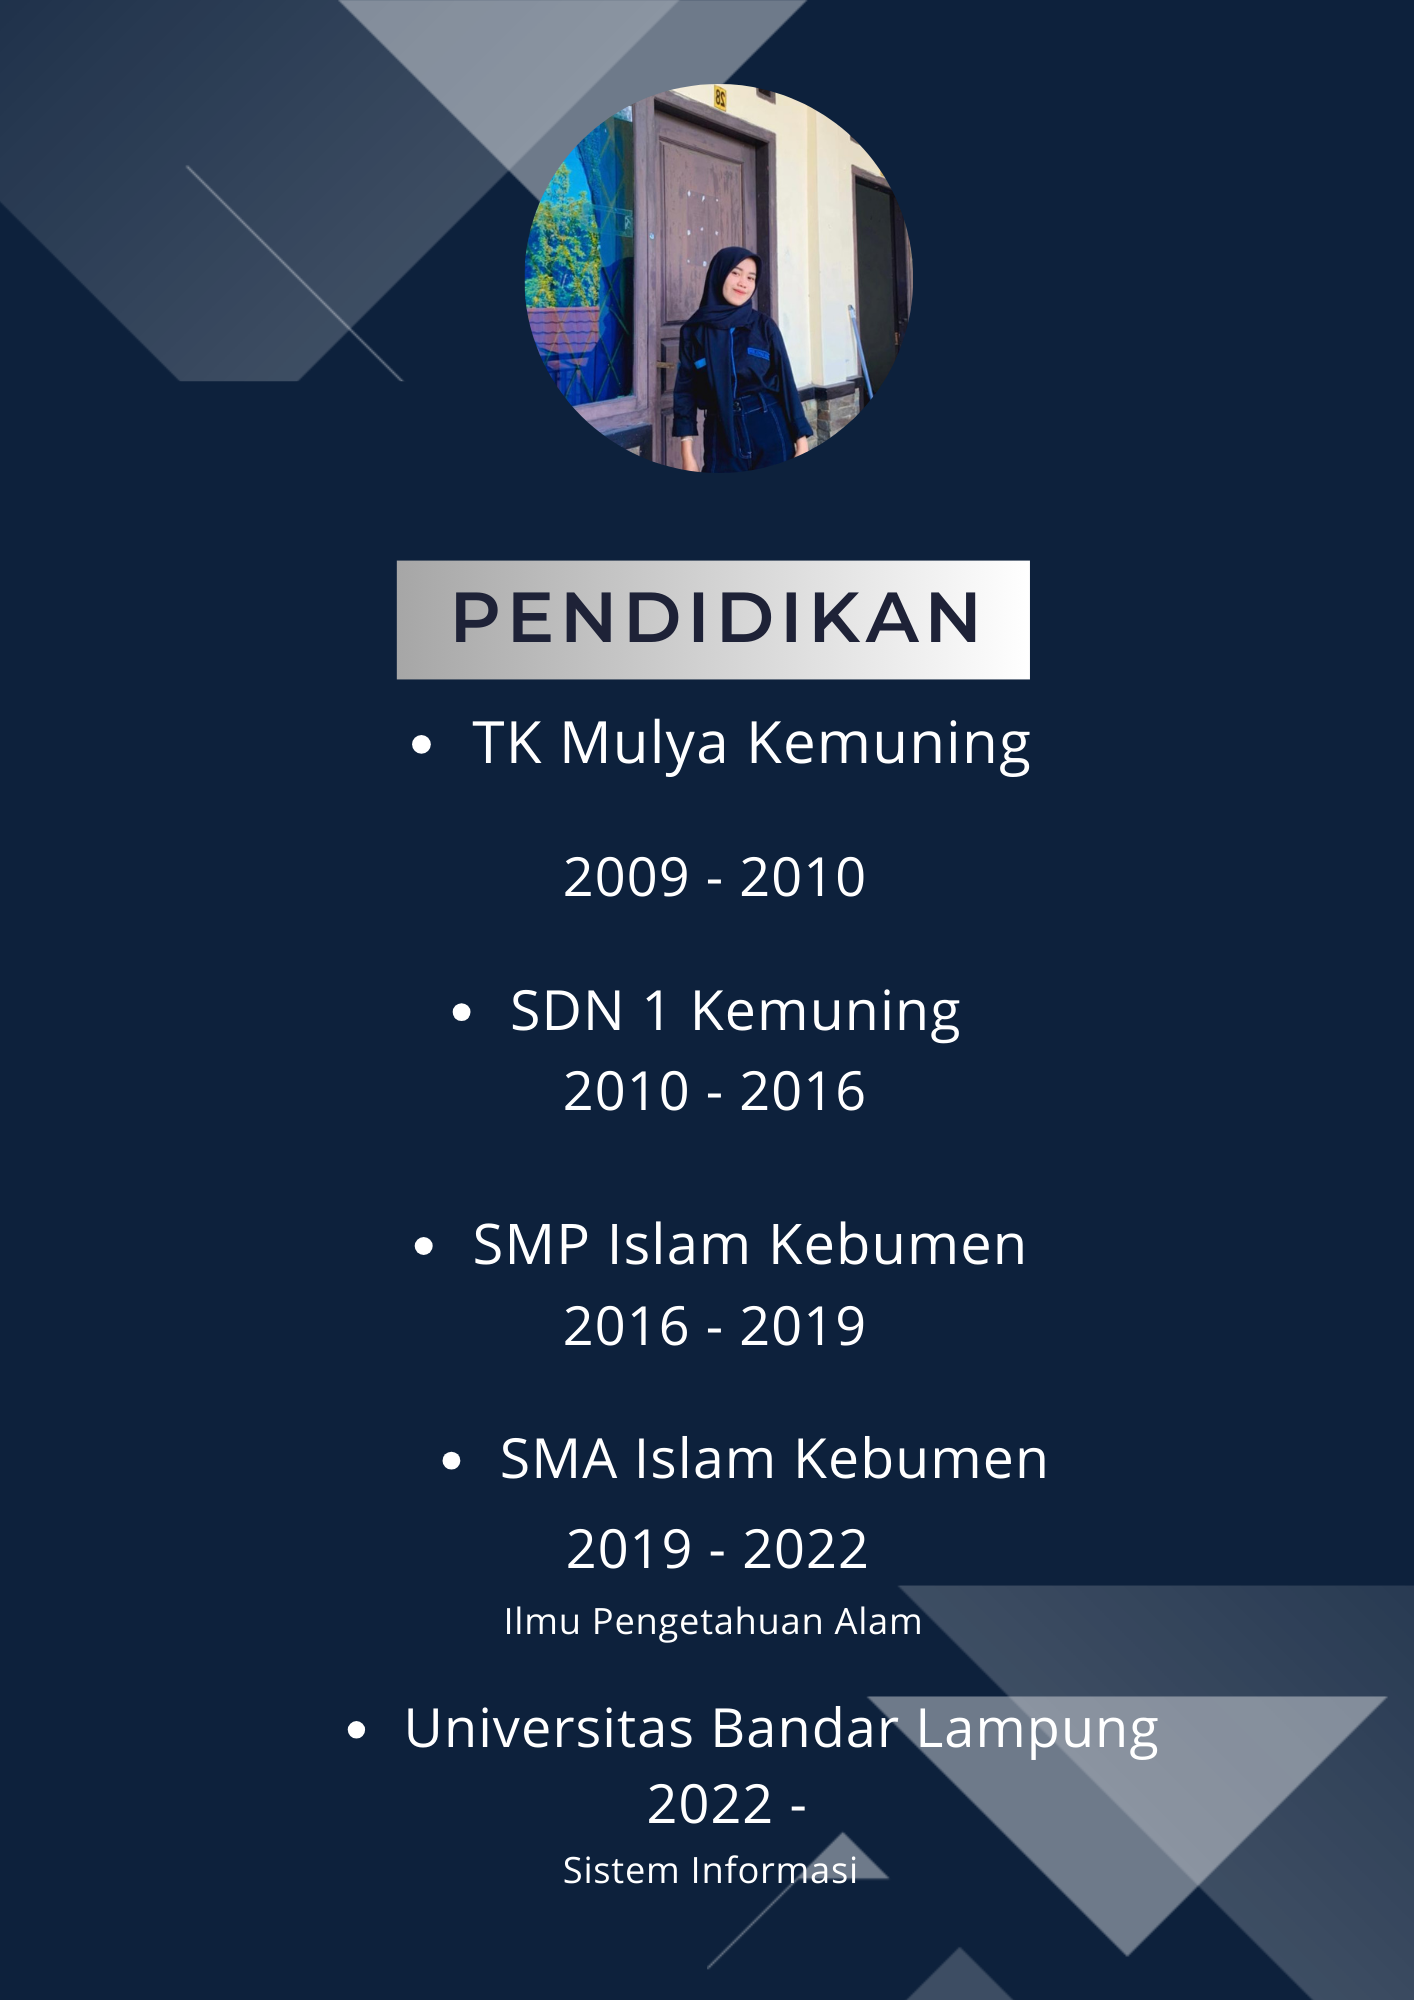 28
PENDIDIKAN
• TK Mulya Kemuning
2009 - 2010
• SDN 1 Kemuning
2010 - 2016
• SMP Islam Kebumen
2016 - 2019
• SMA Islam Kebumen
2019 - 2022
Ilmu Pengetahuan Alam
• Universitas Bandar Lampung
2022 -
Sistem Informasi